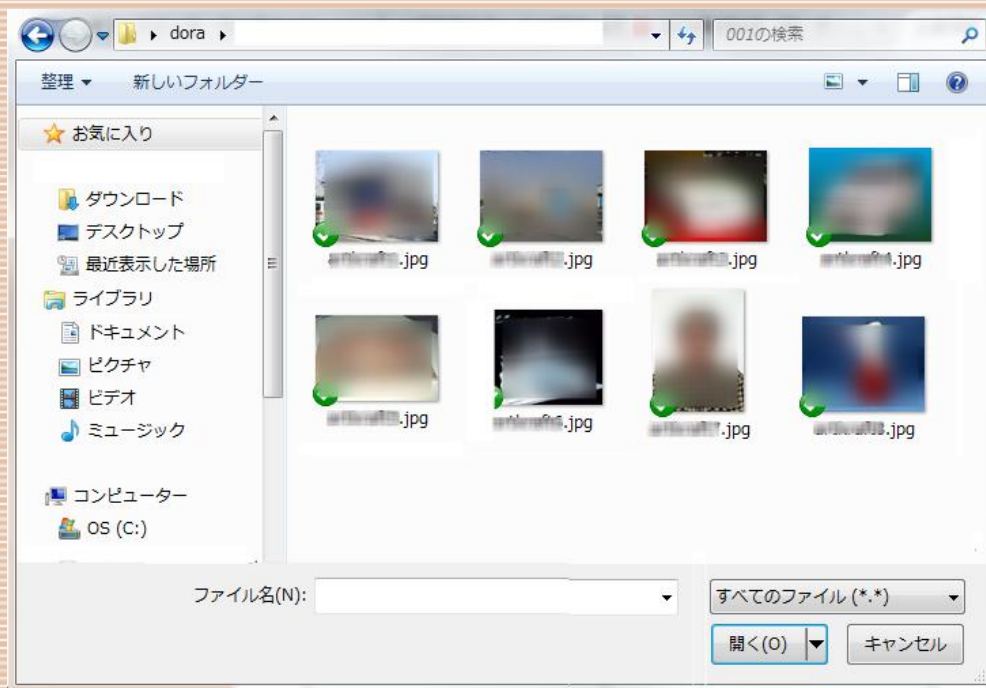 dora
001の検索
整理 新しいフォルダー
お気に入り
ダウンロード
デスクトップ
最近表示した場所
ライブラリ
ドキュメント
ピクチャ
ビデオ
ミュージック
コンピューター
OS (C:)
.jpg .jpg .jpg .jpg
.jpg .jpg .jpg .jpg
ファイル名(N):
すべてのファイル (*.*)
開く(O) キャンセル